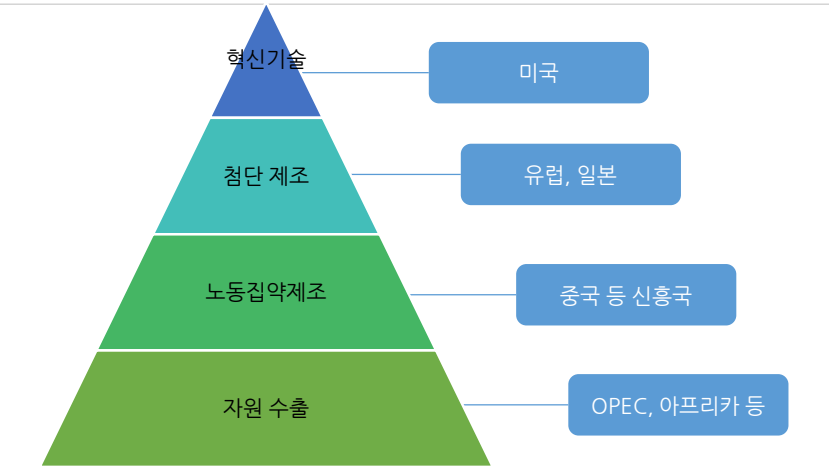 혁신기술
미국
첨단 제조
유럽, 일본
노동집약제조
중국 등 신흥국
자원 수출
OPEC, 아프리카 등